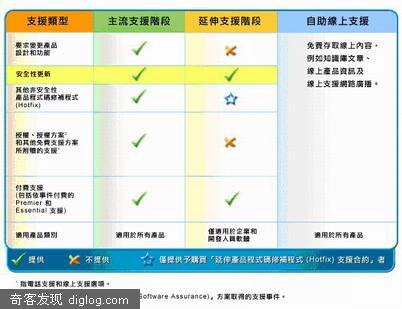 支援類型 主流支援階段 延伸支援階段 自助線上支援
要求變更產品
設計和功能
安全性更新
其他非安全性
產品程式碼修補程式
(Hotfix)
授權、授權方案¹
和其他免費支援方案
所附贈的支援¹
付費支援
(包括依事件付費的
Premier 和
Essential 支援)
適用產品類別 適用於所有產品 僅適用於企業和
開發人員軟體 適用於所有產品
免費存取線上內容，
例如知識庫文章、
線上產品資訊及
線上支援網路廣播。
提供 不提供 僅提供予購買「延伸產品程式碼修補程式 (Hotfix) 支援合約」者
¹ 指電話支援和線上支援選項。
奇客发现 diglog.com
Software Assurance)」方案取得的支援事件。